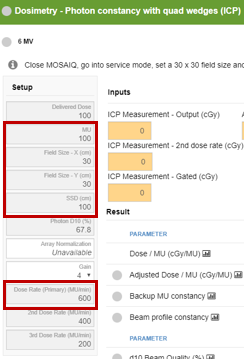 Dosimetry - Photon constancy with quad wedges (ICP)
6 MV
Close MOSAIQ, go into service mode, set a 30 x 30 field size an
Setup
Inputs
Delivered Dose
100
MU
100
Field Size - X (cm)
30
Field Size - Y (cm)
30
SSD (cm)
100
Photon D10 (%)
67.8
Array Normalization
Unavailable
Gain
4
Dose Rate (Primary) (MU/min)
600
2nd Dose Rate (MU/min)
400
3rd Dose Rate (MU/min)
200
ICP Measurement - Output (cGy)
0
ICP Measurement - 2nd dose rate (cGy)
0
ICP Measurement - Gated (cGy)
0
Result
PARAMETER
Dose / MU (cGy/MU)
Adjusted Dose / MU (cGy/MU)
Backup MU constancy
Beam profile constancy
PARAMETER
d10 Beam Quality (%)